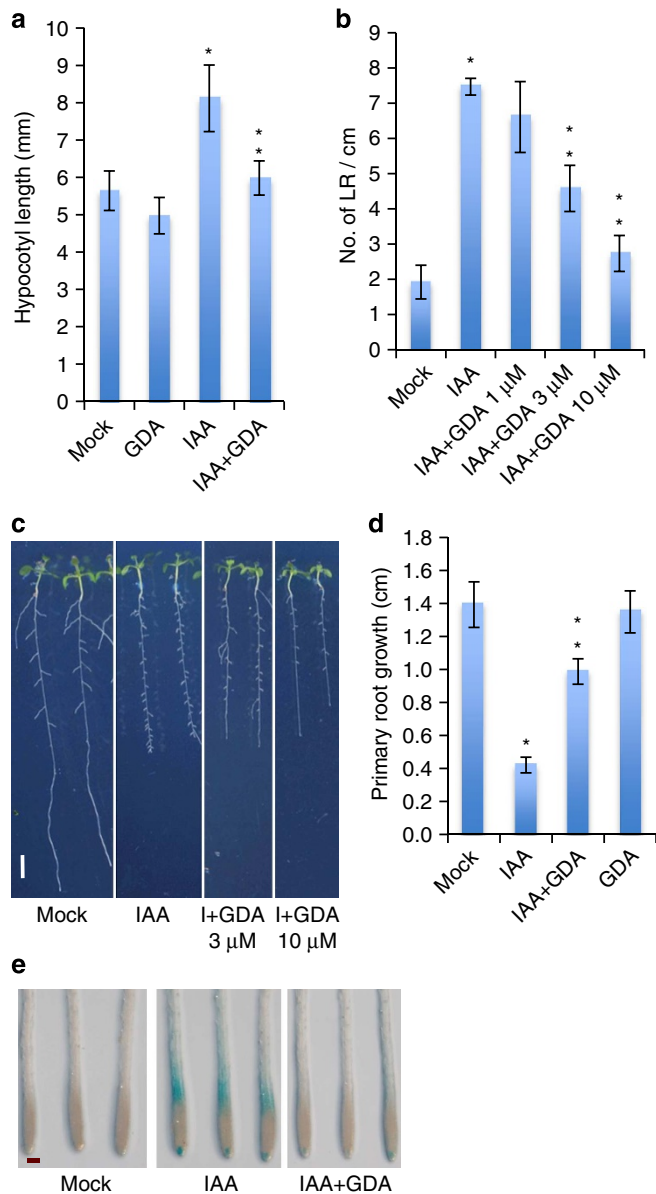 a
Hypocotyl length (mm)
10
9
8
7
6
5
4
3
2
1
0
*
*
*
Mock
GDA
IAA
IAA+GDA
b
No. of LR / cm
9
8
7
6
5
4
3
2
1
0
*
*
*
*
*
Mock
IAA
IAA+GDA 1 μM
IAA+GDA 3 μM
IAA+GDA 10 μM
c
Mock
IAA
I+GDA
3 μM
I+GDA
10 μM
d
Primary root growth (cm)
1.8
1.6
1.4
1.2
1.0
0.8
0.6
0.4
0.2
0.0
*
*
*
Mock
IAA
IAA+GDA
GDA
e
Mock
IAA
IAA+GDA